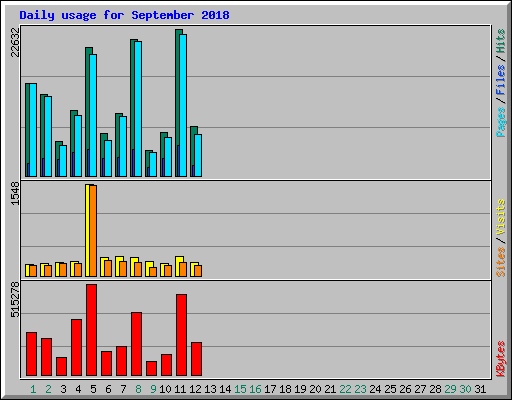 Daily usage for September 2018
22632
Pages / Files / Hits
1548
Sites / Visits
515278
KBytes
1 2 3 4 5 6 7 8 9 10 11 12 13 14 15 16 17 18 19 20 21 22 23 24 25 26 27 28 29 30 31